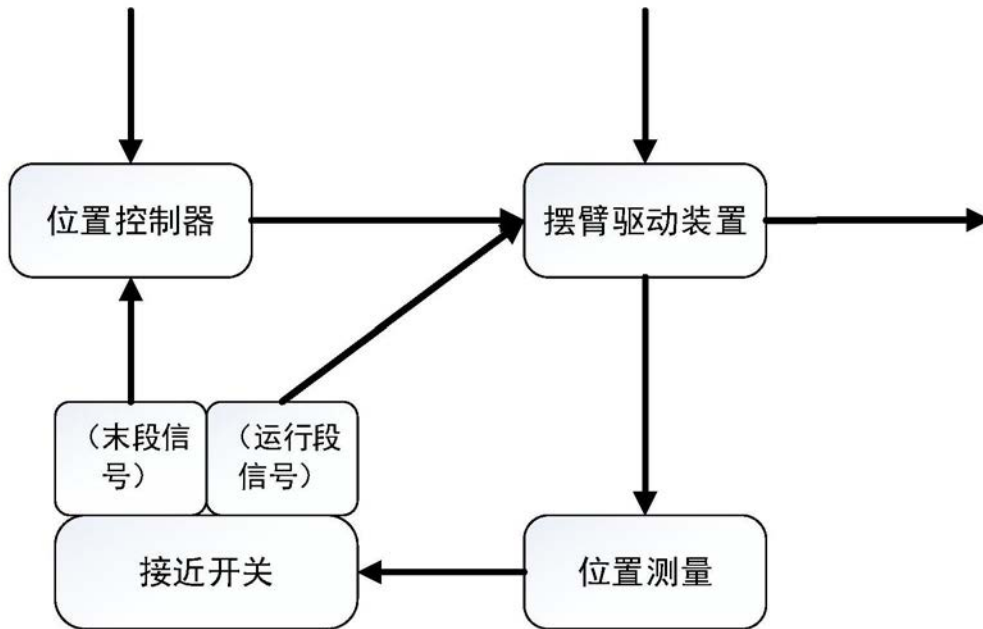 位置控制器
摆臂驱动装置
（末段信
号）
（运行段
信号）
接近开关
位置测量